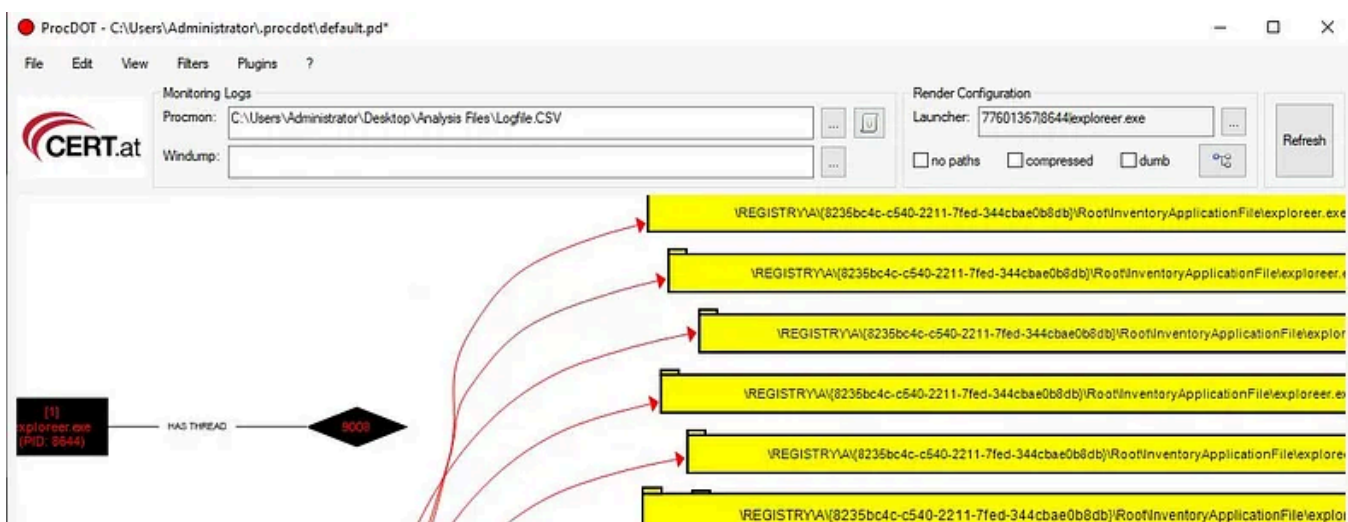 ProcDOT - C:\Users\Administrator\.procdot\default.pd*
File Edit View Filters Plugins ?
Monitoring Logs
Render Configuration
CERT.at
Procmon: C:\Users\Administrator\Desktop\Analysis Files\Logfile.CSV ...
Launcher: 77601367|8644|exploreer.exe ...
Refresh
Windump: ...
no paths compressed dumb
\REGISTRY\A\{8235bc4c-c540-2211-7fed-344cbae0b8db}\Root\InventoryApplicationFile\exploreer.exe
\REGISTRY\A\{8235bc4c-c540-2211-7fed-344cbae0b8db}\Root\InventoryApplicationFile\exploreer.e
\REGISTRY\A\{8235bc4c-c540-2211-7fed-344cbae0b8db}\Root\InventoryApplicationFile\explor
\REGISTRY\A\{8235bc4c-c540-2211-7fed-344cbae0b8db}\Root\InventoryApplicationFile\exploreer.ex
[1]
xploreer.exe
(PID: 8644)
HAS THREAD
9008
\REGISTRY\A\{8235bc4c-c540-2211-7fed-344cbae0b8db}\Root\InventoryApplicationFile\explore
\REGISTRY\A\{8235bc4c-c540-2211-7fed-344cbae0b8db}\Root\InventoryApplicationFile\explo